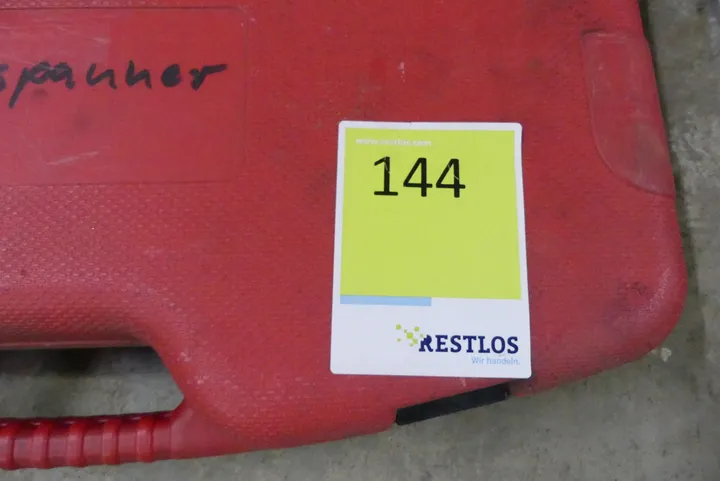 spanner
144
RESTLOS
Wir handeln.